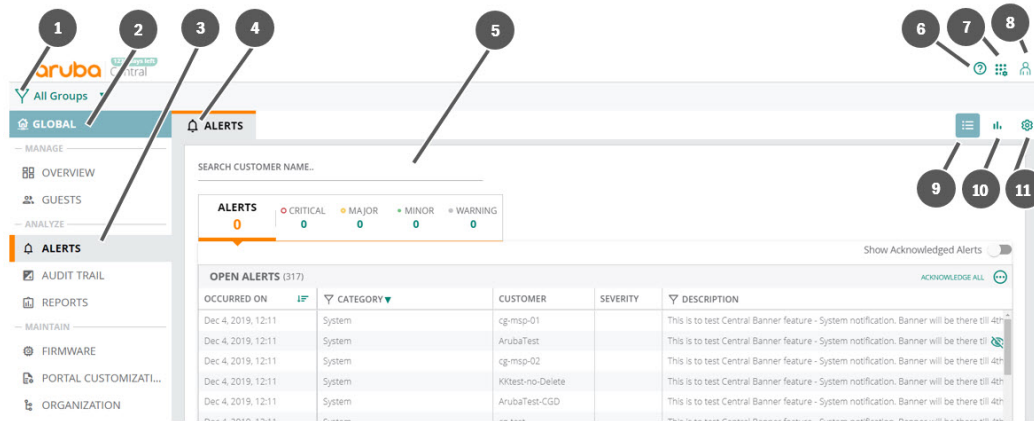 1 2 3 4 5 6 7 8
aruba 122 days left
Central
All Groups
GLOBAL
ALERTS
MANAGE
OVERVIEW
GUESTS
ANALYZE
ALERTS
AUDIT TRAIL
REPORTS
MAINTAIN
FIRMWARE
PORTAL CUSTOMIZATI...
ORGANIZATION
9 10 11
SEARCH CUSTOMER NAME..
ALERTS CRITICAL MAJOR MINOR WARNING
0 0 0 0 0
Show Acknowledged Alerts
OPEN ALERTS (317) ACKNOWLEDGE ALL
OCCURRED ON CATEGORY CUSTOMER SEVERITY DESCRIPTION
Dec 4, 2019, 12:11 System cg-msp-01 This is to test Central Banner feature - System notification. Banner will be there till 4th
Dec 4, 2019, 12:11 System ArubaTest This is to test Central Banner feature - System notification. Banner will be there til
Dec 4, 2019, 12:11 System cg-msp-02 This is to test Central Banner feature - System notification. Banner will be there till 4th
Dec 4, 2019, 12:11 System KKtest-no-Delete This is to test Central Banner feature - System notification. Banner will be there till 4th
Dec 4, 2019, 12:11 System ArubaTest-CGD This is to test Central Banner feature - System notification. Banner will be there till 4th